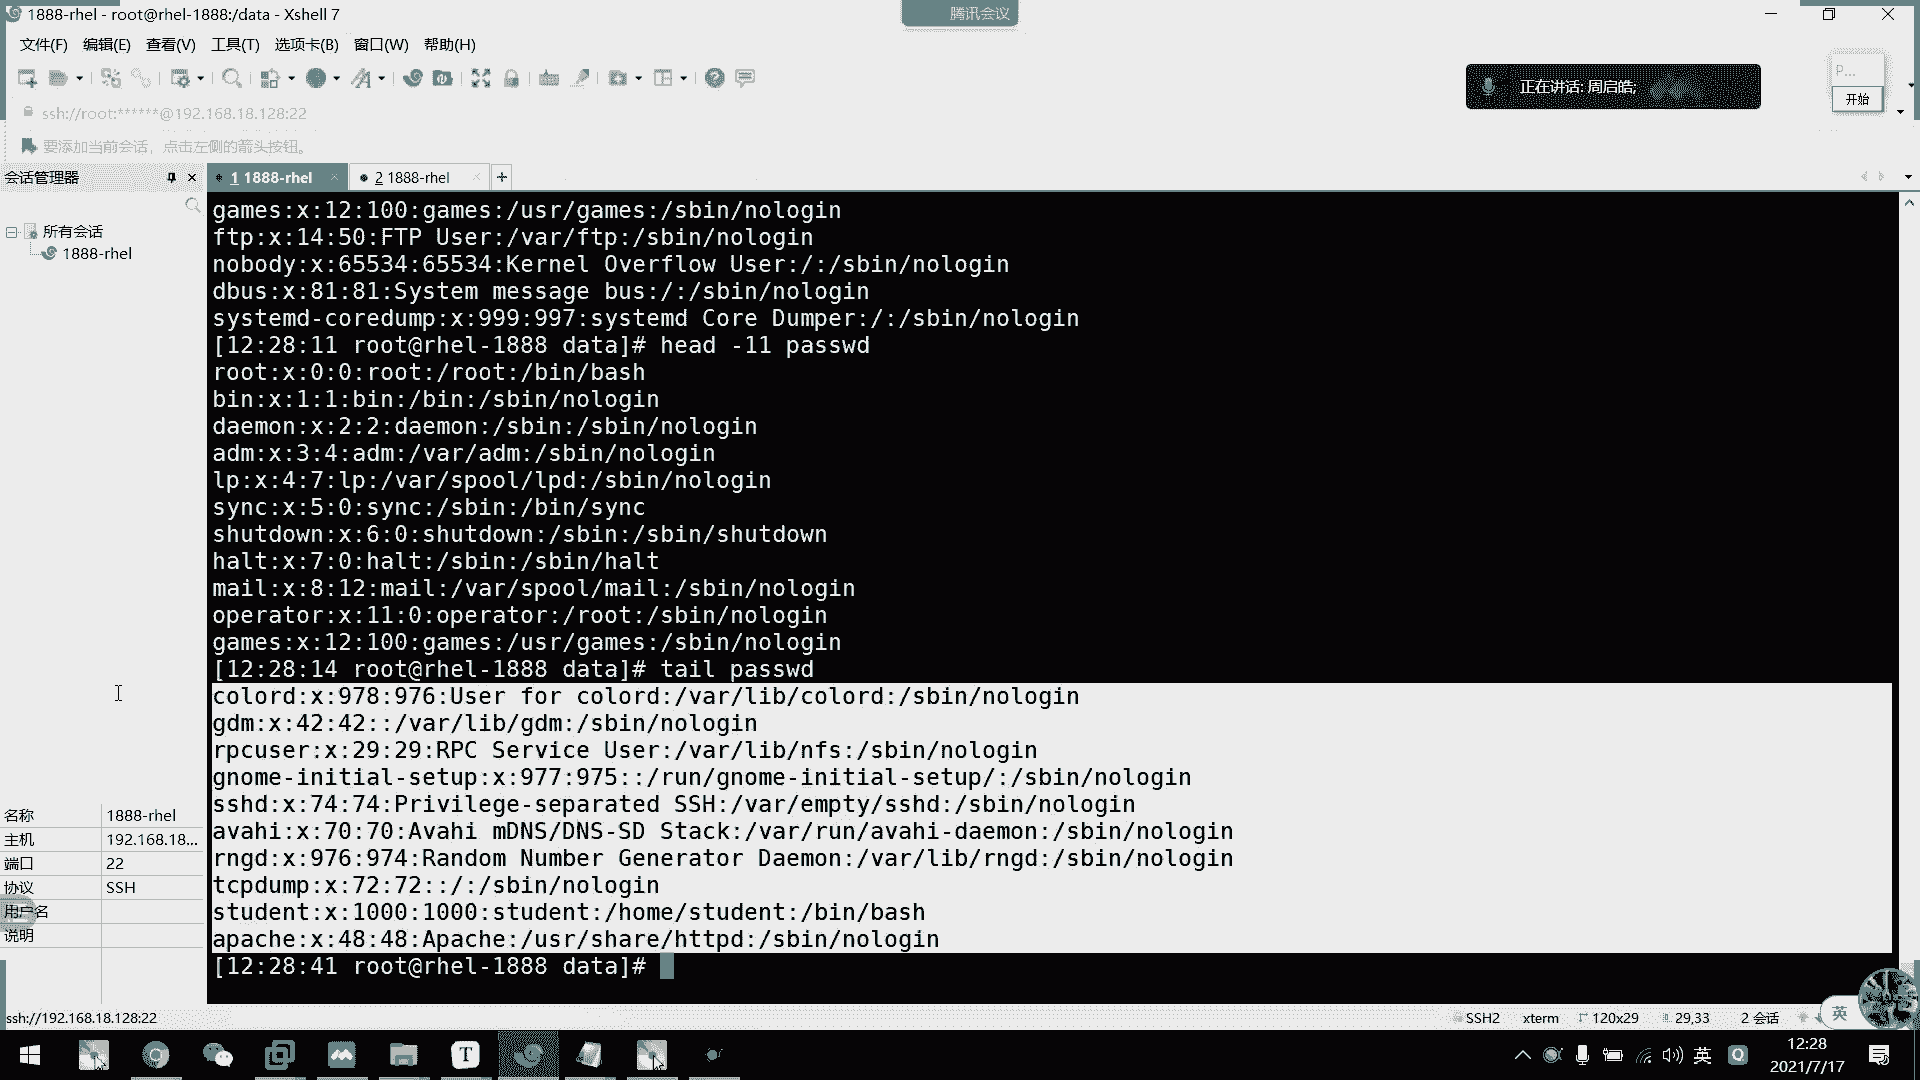 1888-rhel - root@rhel-1888:/data - Xshell 7
腾讯会议
文件(F) 编辑(E) 查看(V) 工具(T) 选项卡(B) 窗口(W) 帮助(H)
正在讲话: 周启皓;
P...
开始
ssh://root:******@192.168.18.128:22
要添加当前会话，点击左侧的箭头按钮。
会话管理器
1 1888-rhel
2 1888-rhel
所有会话
1888-rhel
games:x:12:100:games:/usr/games:/sbin/nologin
ftp:x:14:50:FTP User:/var/ftp:/sbin/nologin
nobody:x:65534:65534:Kernel Overflow User:/:/sbin/nologin
dbus:x:81:81:System message bus:/:/sbin/nologin
systemd-coredump:x:999:997:systemd Core Dumper:/:/sbin/nologin
[12:28:11 root@rhel-1888 data]# head -11 passwd
root:x:0:0:root:/root:/bin/bash
bin:x:1:1:bin:/bin:/sbin/nologin
daemon:x:2:2:daemon:/sbin:/sbin/nologin
adm:x:3:4:adm:/var/adm:/sbin/nologin
lp:x:4:7:lp:/var/spool/lpd:/sbin/nologin
sync:x:5:0:sync:/sbin:/bin/sync
shutdown:x:6:0:shutdown:/sbin:/sbin/shutdown
halt:x:7:0:halt:/sbin:/sbin/halt
mail:x:8:12:mail:/var/spool/mail:/sbin/nologin
operator:x:11:0:operator:/root:/sbin/nologin
games:x:12:100:games:/usr/games:/sbin/nologin
[12:28:14 root@rhel-1888 data]# tail passwd
colord:x:978:976:User for colord:/var/lib/colord:/sbin/nologin
gdm:x:42:42::/var/lib/gdm:/sbin/nologin
rpcuser:x:29:29:RPC Service User:/var/lib/nfs:/sbin/nologin
gnome-initial-setup:x:977:975::/run/gnome-initial-setup/:/sbin/nologin
sshd:x:74:74:Privilege-separated SSH:/var/empty/sshd:/sbin/nologin
avahi:x:70:70:Avahi mDNS/DNS-SD Stack:/var/run/avahi-daemon:/sbin/nologin
rngd:x:976:974:Random Number Generator Daemon:/var/lib/rngd:/sbin/nologin
tcpdump:x:72:72::/:/sbin/nologin
student:x:1000:1000:student:/home/student:/bin/bash
apache:x:48:48:Apache:/usr/share/httpd:/sbin/nologin
[12:28:41 root@rhel-1888 data]#
名称 1888-rhel
主机 192.168.18...
端口 22
协议 SSH
用户名
说明
ssh://192.168.18.128:22
SSH2 xterm 120x29 29,33 2 会话
英
英
12:28
2021/7/17